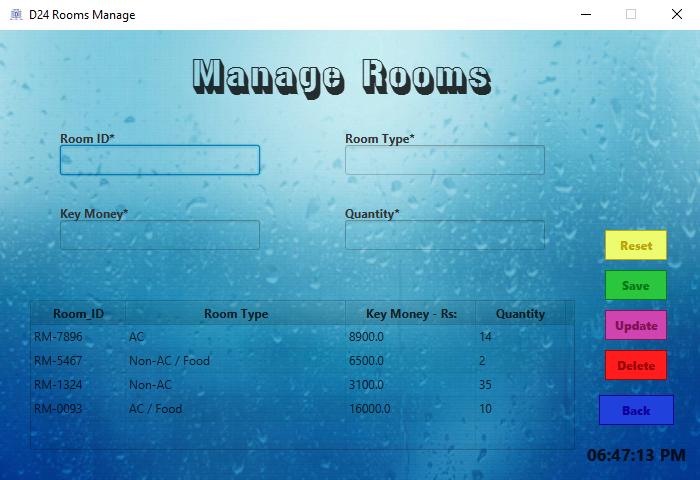 D24 Rooms Manage
Manage Rooms
Room ID* Room Type*
Key Money* Quantity*
Reset
Save
Update
Delete
Back
Room_ID Room Type Key Money - Rs: Quantity
RM-7896 AC 8900.0 14
RM-5467 Non-AC / Food 6500.0 2
RM-1324 Non-AC 3100.0 35
RM-0093 AC / Food 16000.0 10
06:47:13 PM